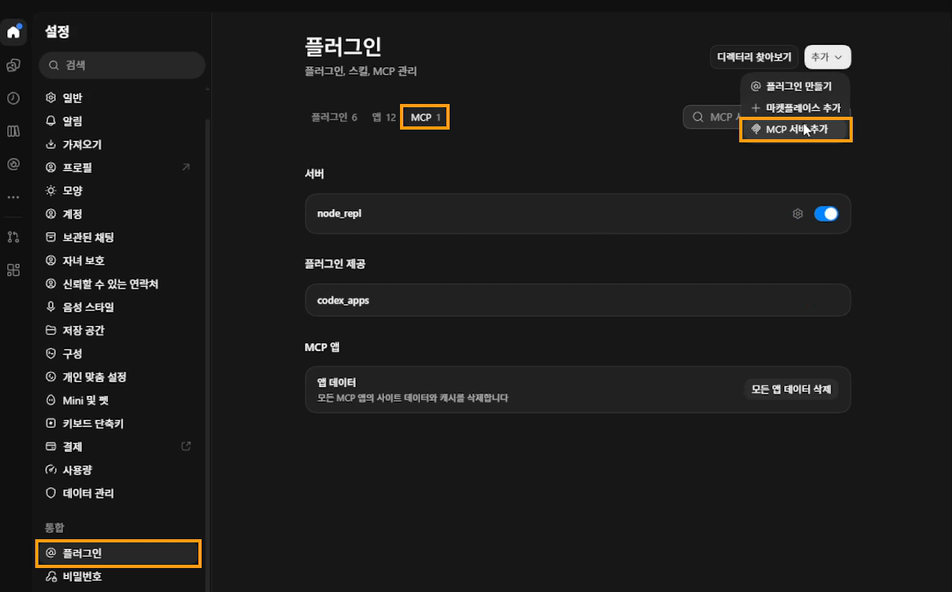 설정
검색
일반
알림
가져오기
프로필
모양
계정
보관된 채팅
자녀 보호
신뢰할 수 있는 연락처
음성 스타일
저장 공간
구성
개인 맞춤 설정
Mini 및 펫
키보드 단축키
결제
사용량
데이터 관리
통합
플러그인
비밀번호
플러그인
플러그인, 스킬, MCP 관리
디렉터리 찾아보기
추가
플러그인 만들기
마켓플레이스 추가
MCP 서버 추가
플러그인 6 앱 12 MCP 1
MCP
서버
node_repl
플러그인 제공
codex_apps
MCP 앱
앱 데이터
모든 MCP 앱의 사이트 데이터와 캐시를 삭제합니다
모든 앱 데이터 삭제